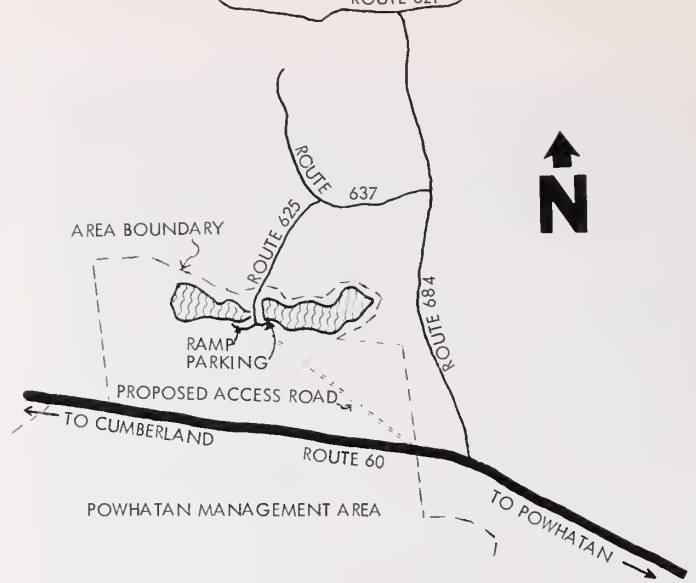 ROUTE
N
ROUTE 637
ROUTE 625
AREA BOUNDARY
ROUTE 684
RAMP
PARKING
PROPOSED ACCESS ROAD
TO CUMBERLAND
ROUTE 60
TO POWHATAN
POWHATAN MANAGEMENT AREA